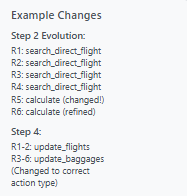 Example Changes
Step 2 Evolution:
R1: search_direct_flight
R2: search_direct_flight
R3: search_direct_flight
R4: search_direct_flight
R5: calculate (changed!)
R6: calculate (refined)
Step 4:
R1-2: update_flights
R3-6: update_baggages
(Changed to correct
action type)